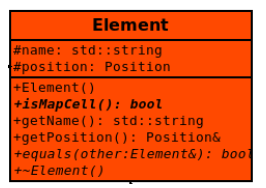 Element
#name: std::string
#position: Position
+Element()
+isMapCell(): bool
+getName(): std::string
+getPosition(): Position&
+equals(other:Element&): bool
+~Element()